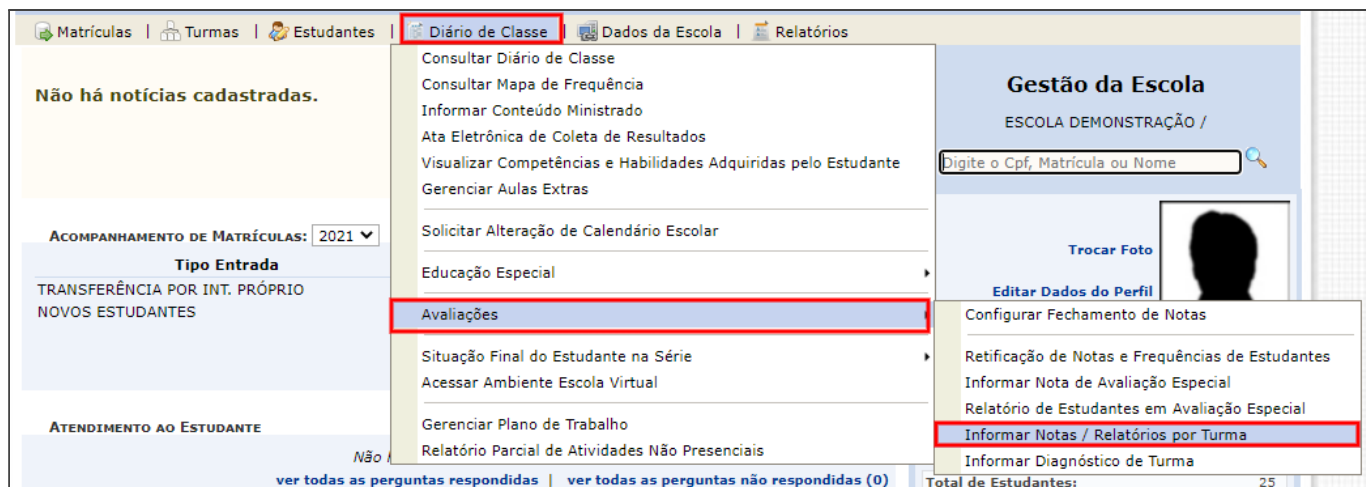 Matrículas | Turmas | Estudantes | Diário de Classe | Dados da Escola | Relatórios
Não há notícias cadastradas.
ACOMPANHAMENTO DE MATRÍCULAS: 2021
Tipo Entrada
TRANSFERÊNCIA POR INT. PRÓPRIO
NOVOS ESTUDANTES
ATENDIMENTO AO ESTUDANTE
Não
ver todas as perguntas respondidas | ver todas as perguntas não respondidas (0)
Consultar Diário de Classe
Consultar Mapa de Frequência
Informar Conteúdo Ministrado
Ata Eletrônica de Coleta de Resultados
Visualizar Competências e Habilidades Adquiridas pelo Estudante
Gerenciar Aulas Extras
Solicitar Alteração de Calendário Escolar
Educação Especial
Avaliações
Situação Final do Estudante na Série
Acessar Ambiente Escola Virtual
Gerenciar Plano de Trabalho
Relatório Parcial de Atividades Não Presenciais
Gestão da Escola
ESCOLA DEMONSTRAÇÃO /
Digite o Cpf, Matrícula ou Nome
Trocar Foto
Editar Dados do Perfil
Configurar Fechamento de Notas
Retificação de Notas e Frequências de Estudantes
Informar Nota de Avaliação Especial
Relatório de Estudantes em Avaliação Especial
Informar Notas / Relatórios por Turma
Informar Diagnóstico de Turma
Total de Estudantes: 25